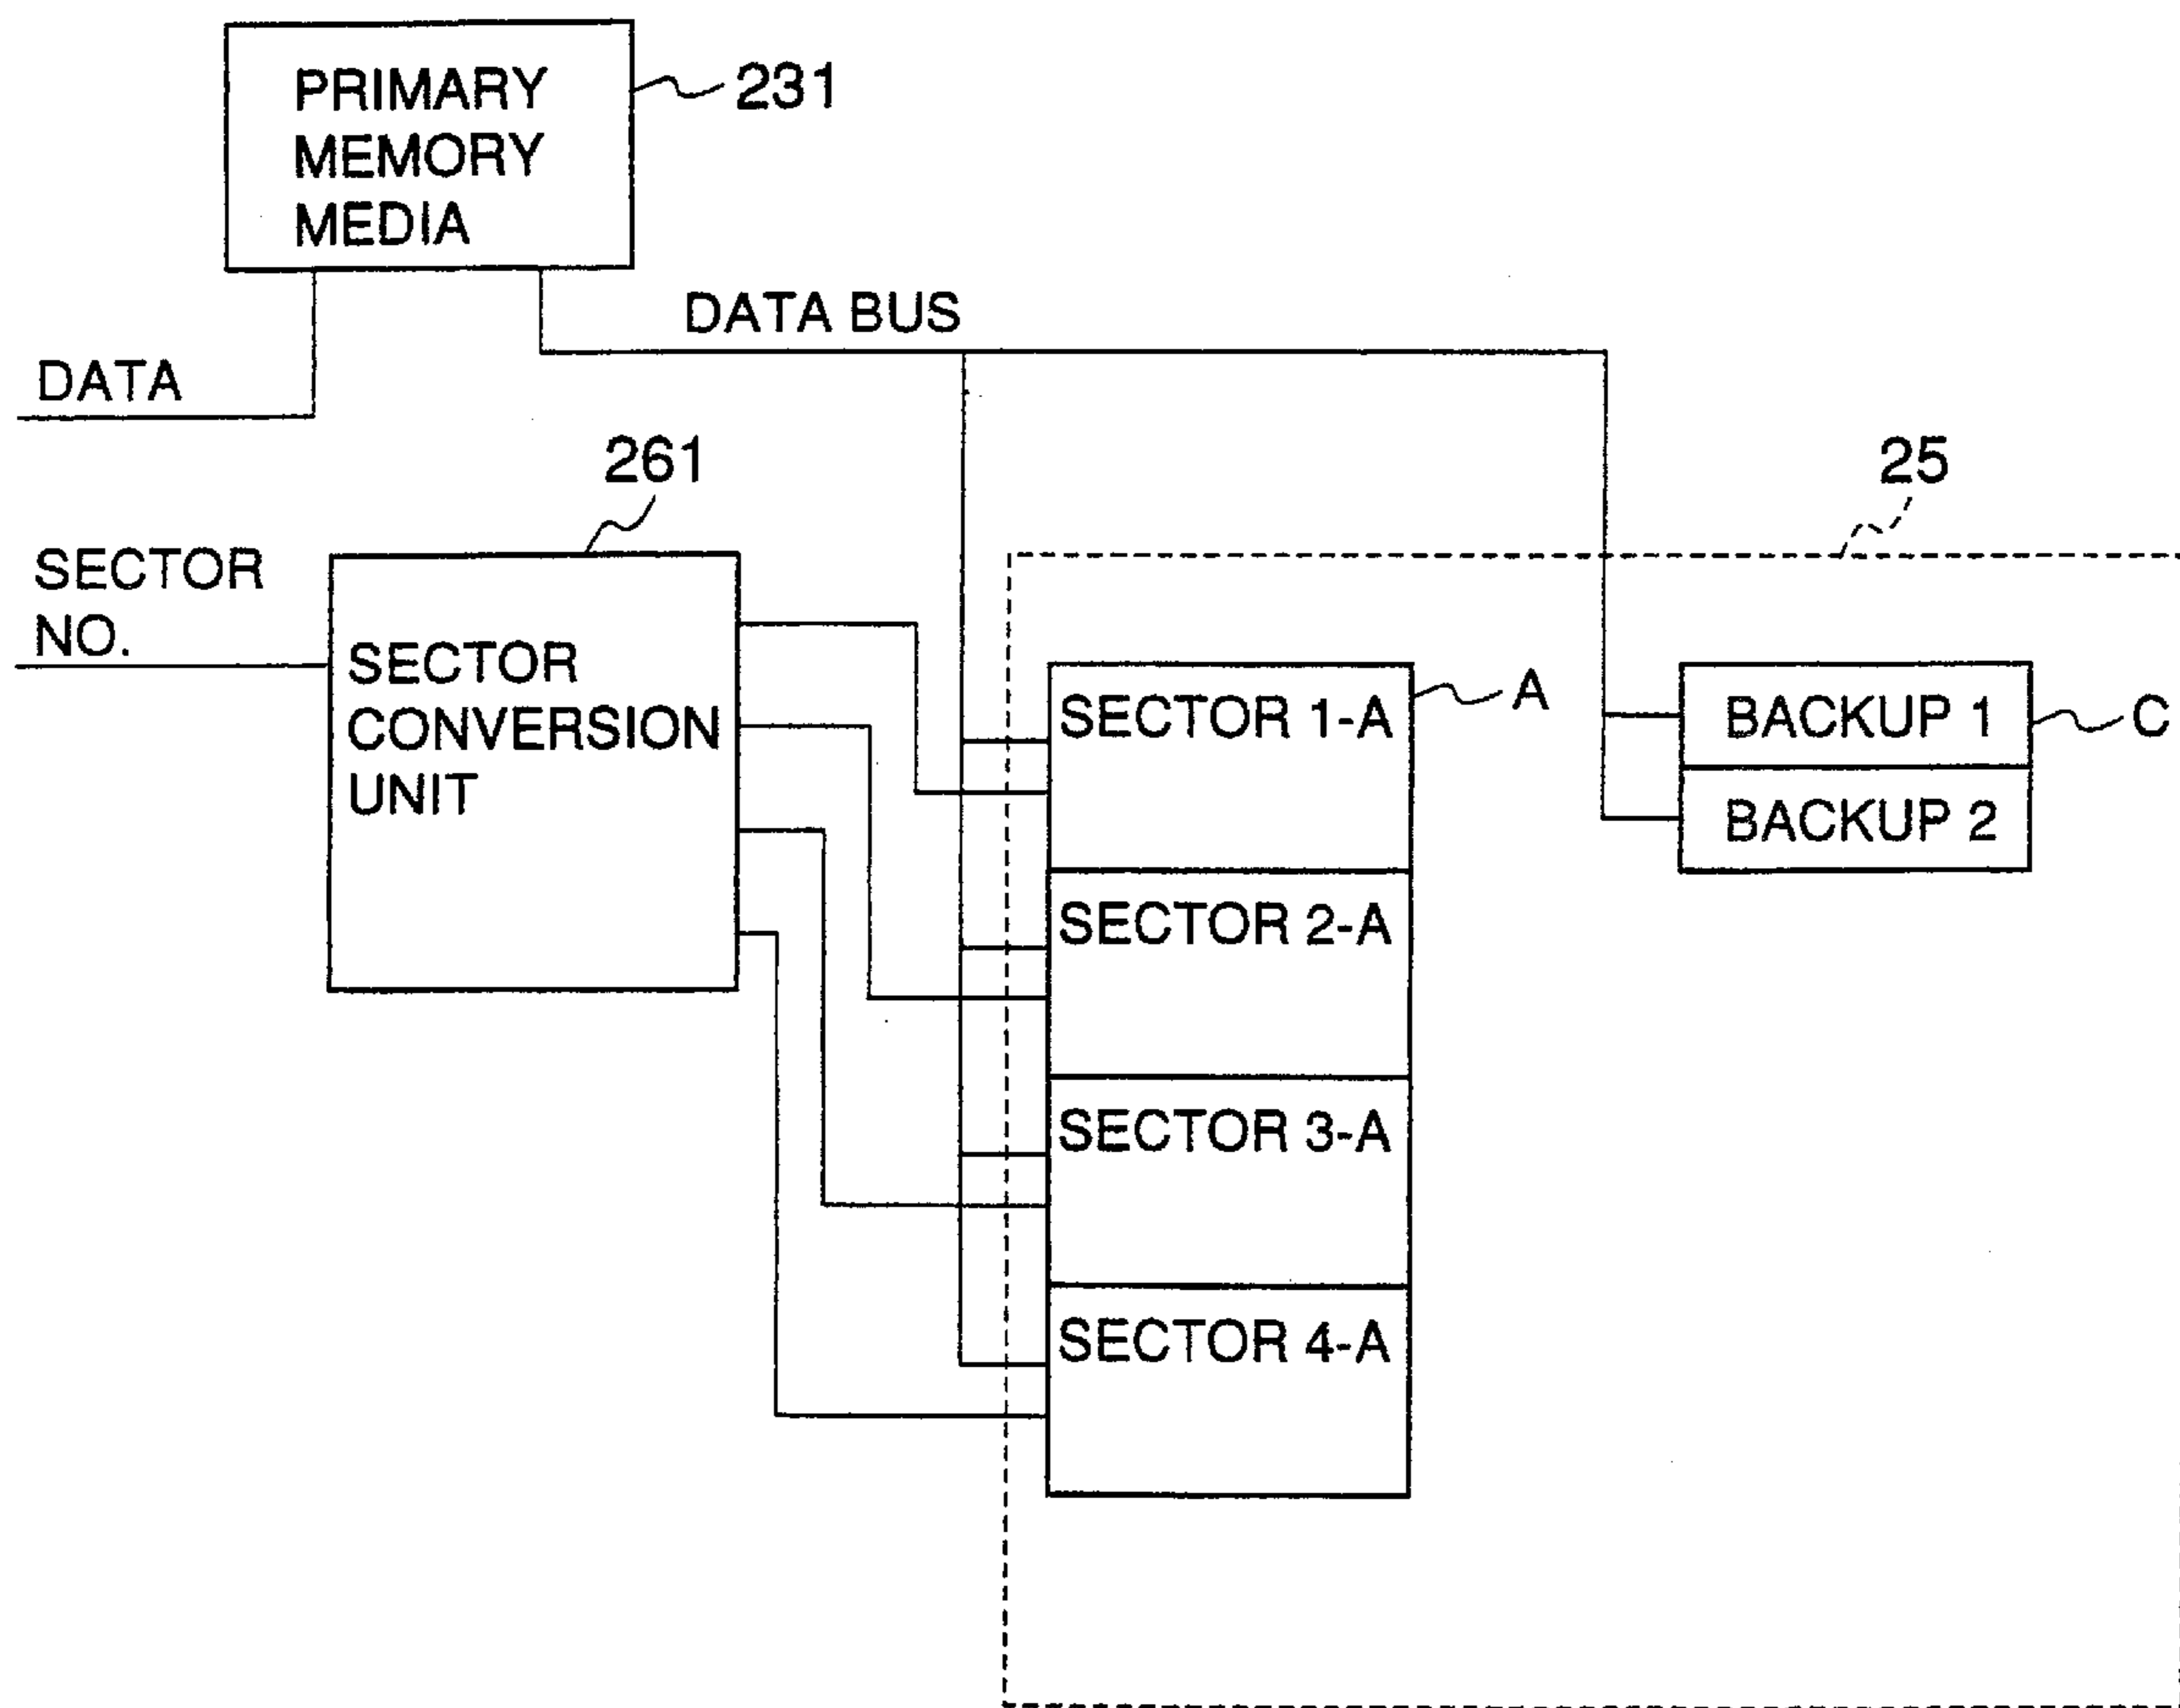 PRIMARY
MEMORY
MEDIA
231
DATA BUS
DATA
261
25
SECTOR
NO.
SECTOR
CONVERSION
UNIT
SECTOR 1-A
A
BACKUP 1
C
BACKUP 2
SECTOR 2-A
SECTOR 3-A
SECTOR 4-A